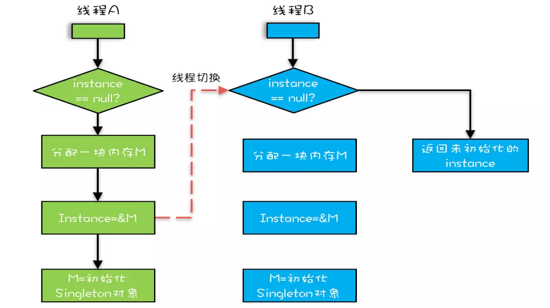 线程A
线程B
instance
== null?
线程切换
instance
== null?
分配一块内存M
分配一块内存M
返回未初始化的
instance
Instance=&M
Instance=&M
M=初始化
Singleton对象
M=初始化
Singleton对象